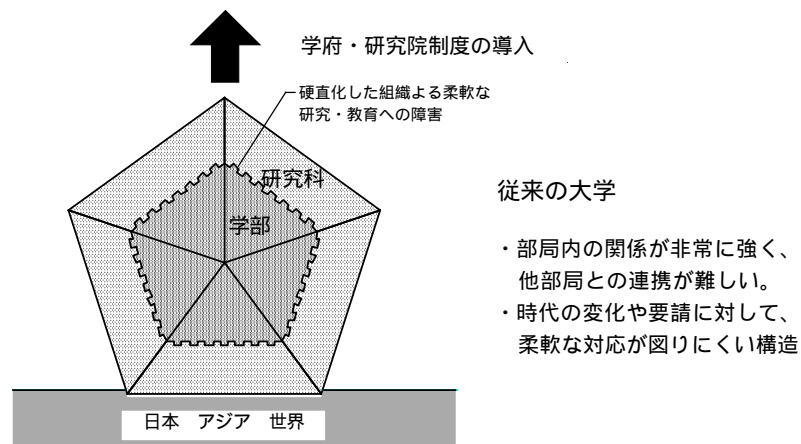 学府・研究院制度の導入
硬直化した組織よる柔軟な
研究・教育への障害
研究科
学部
従来の大学
・部局内の関係が非常に強く、
他部局との連携が難しい。
・時代の変化や要請に対して、
柔軟な対応が図りにくい構造
日本 アジア 世界